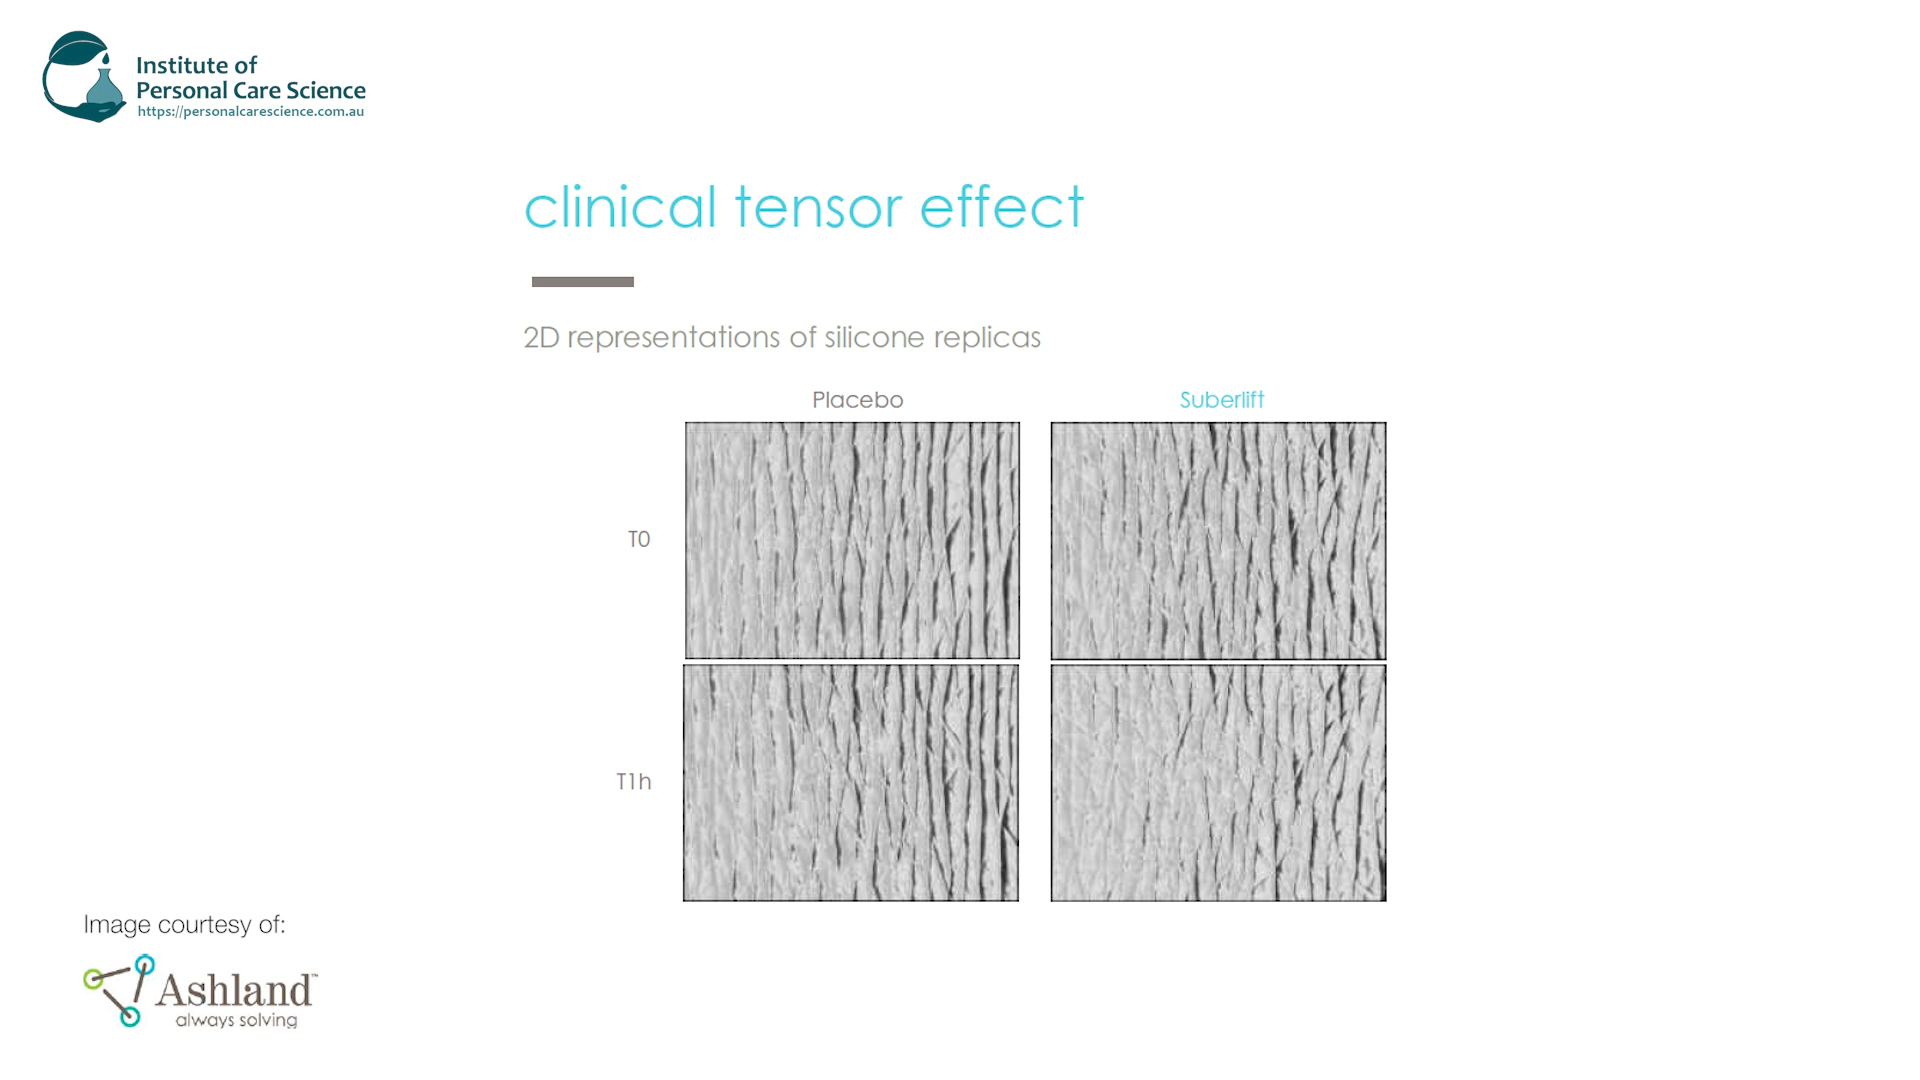 Institute of
Personal Care Science
https://personalcarescience.com.au
clinical tensor effect
2D representations of silicone replicas
Placebo
Suberlift
T0
T1h
Image courtesy of:
Ashland™
always solving